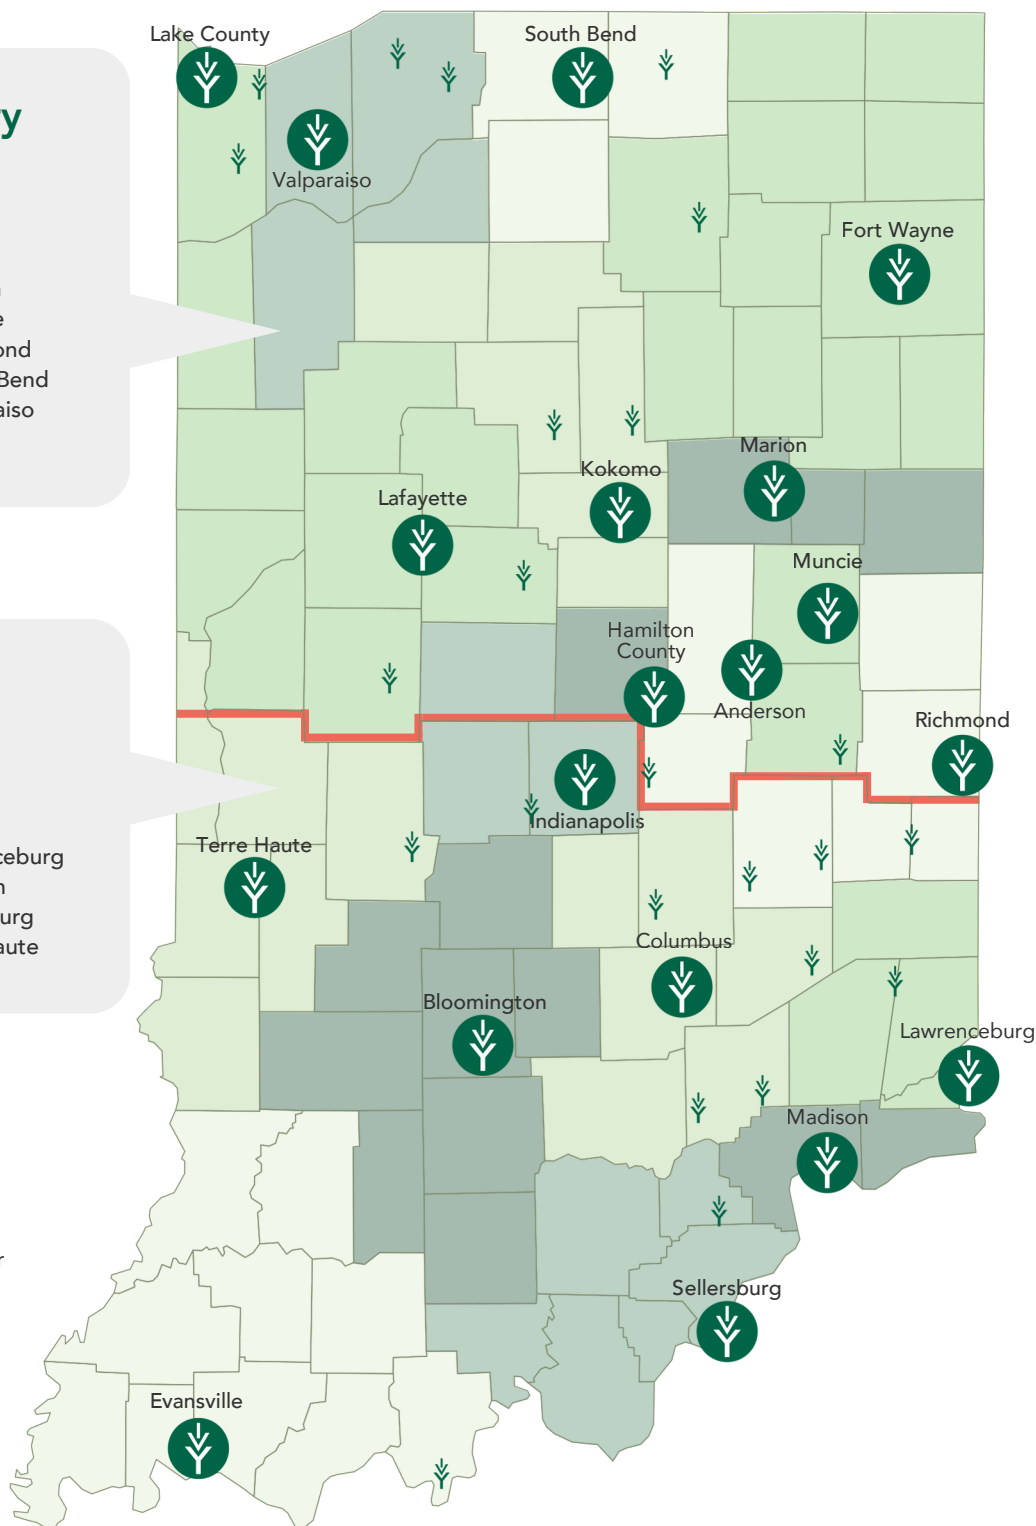 Lake County
South Bend
Valparaiso
Fort Wayne
Bend
Marion
Kokomo
Lafayette
Muncie
Hamilton
County
Anderson
Richmond
Indianapolis
Terre Haute
Columbus
Bloomington
Lawrenceburg
Madison
Sellersburg
Evansville